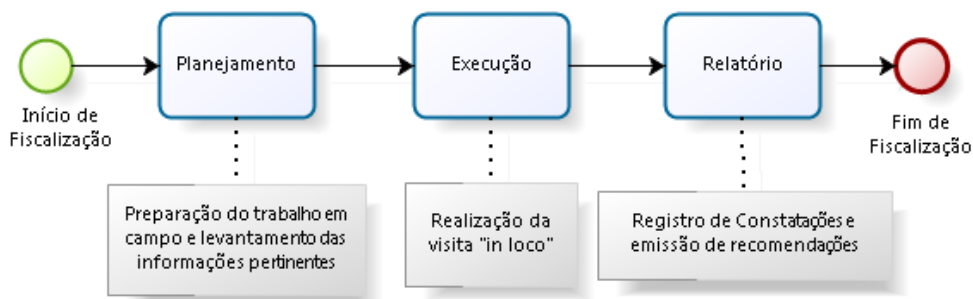 Planejamento
Execução
Relatório
Início de
Fiscalização
Fim de
Fiscalização
Preparação do trabalho em
campo e levantamento das
informações pertinentes
Realização da
visita "in loco"
Registro de Constatações e
emissão de recomendações